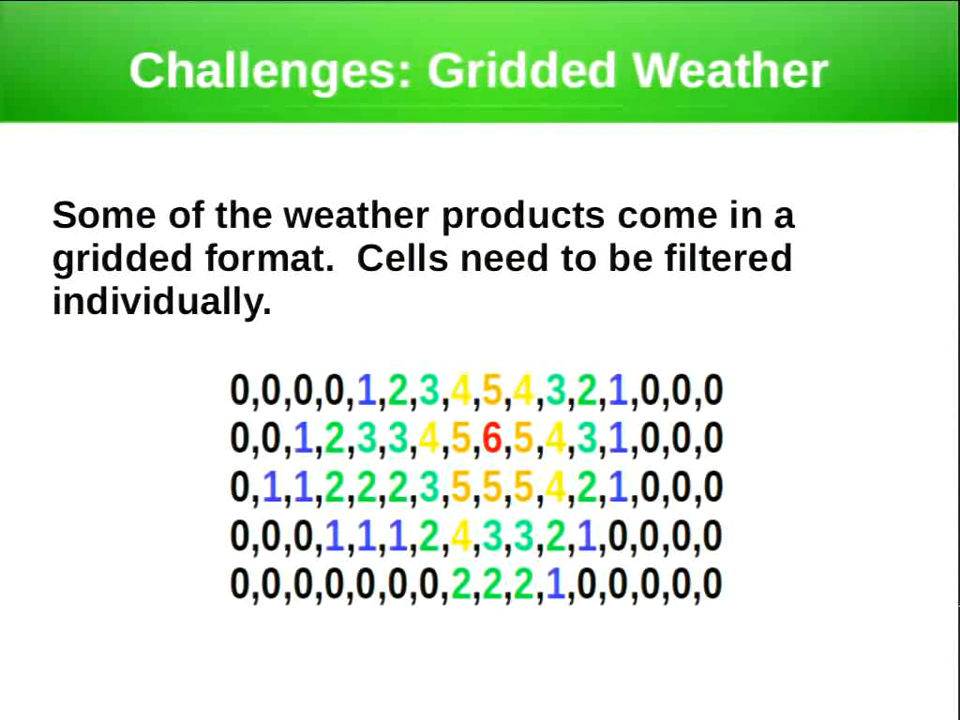 Challenges: Gridded Weather
Some of the weather products come in a
gridded format.  Cells need to be filtered
individually.
0,0,0,0,1,2,3,4,5,4,3,2,1,0,0,0
0,0,1,2,3,3,4,5,6,5,4,3,1,0,0,0
0,1,1,2,2,2,3,5,5,5,4,2,1,0,0,0
0,0,0,1,1,1,2,4,3,3,2,1,0,0,0,0
0,0,0,0,0,0,0,2,2,2,1,0,0,0,0,0